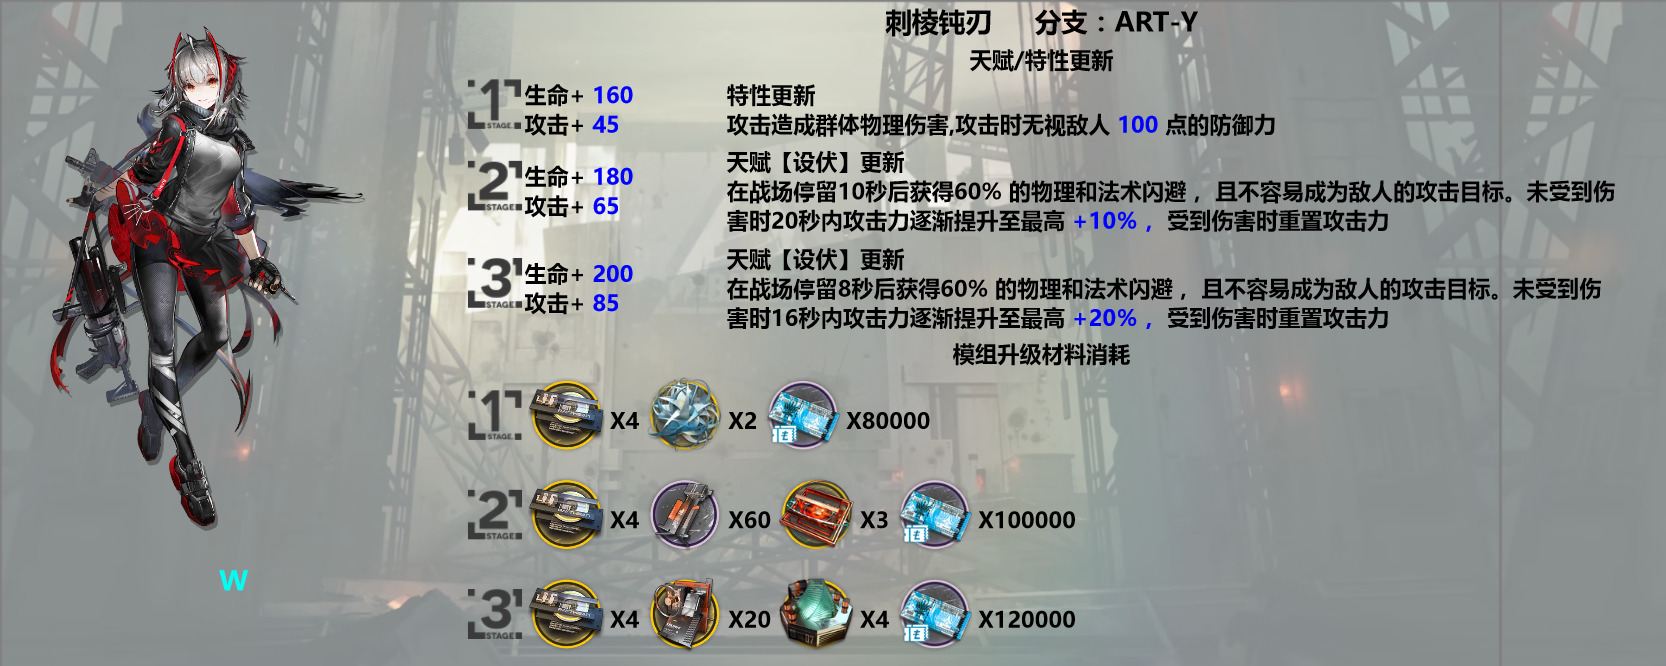 刺棱钝刃 分支：ART-Y
天赋/特性更新
1 STAGE. 生命+ 160
攻击+ 45
特性更新
攻击造成群体物理伤害,攻击时无视敌人 100 点的防御力
2 STAGE. 生命+ 180
攻击+ 65
天赋【设伏】更新
在战场停留10秒后获得60% 的物理和法术闪避 ，且不容易成为敌人的攻击目标。未受到伤
害时20秒内攻击力逐渐提升至最高 +10% ，受到伤害时重置攻击力
3 STAGE. 生命+ 200
攻击+ 85
天赋【设伏】更新
在战场停留8秒后获得60% 的物理和法术闪避 ，且不容易成为敌人的攻击目标。未受到伤
害时16秒内攻击力逐渐提升至最高 +20% ，受到伤害时重置攻击力
模组升级材料消耗
1 STAGE. X4 X2 X80000
2 STAGE. X4 X60 X3 X100000
W
3 STAGE. X4 X20 X4 X120000